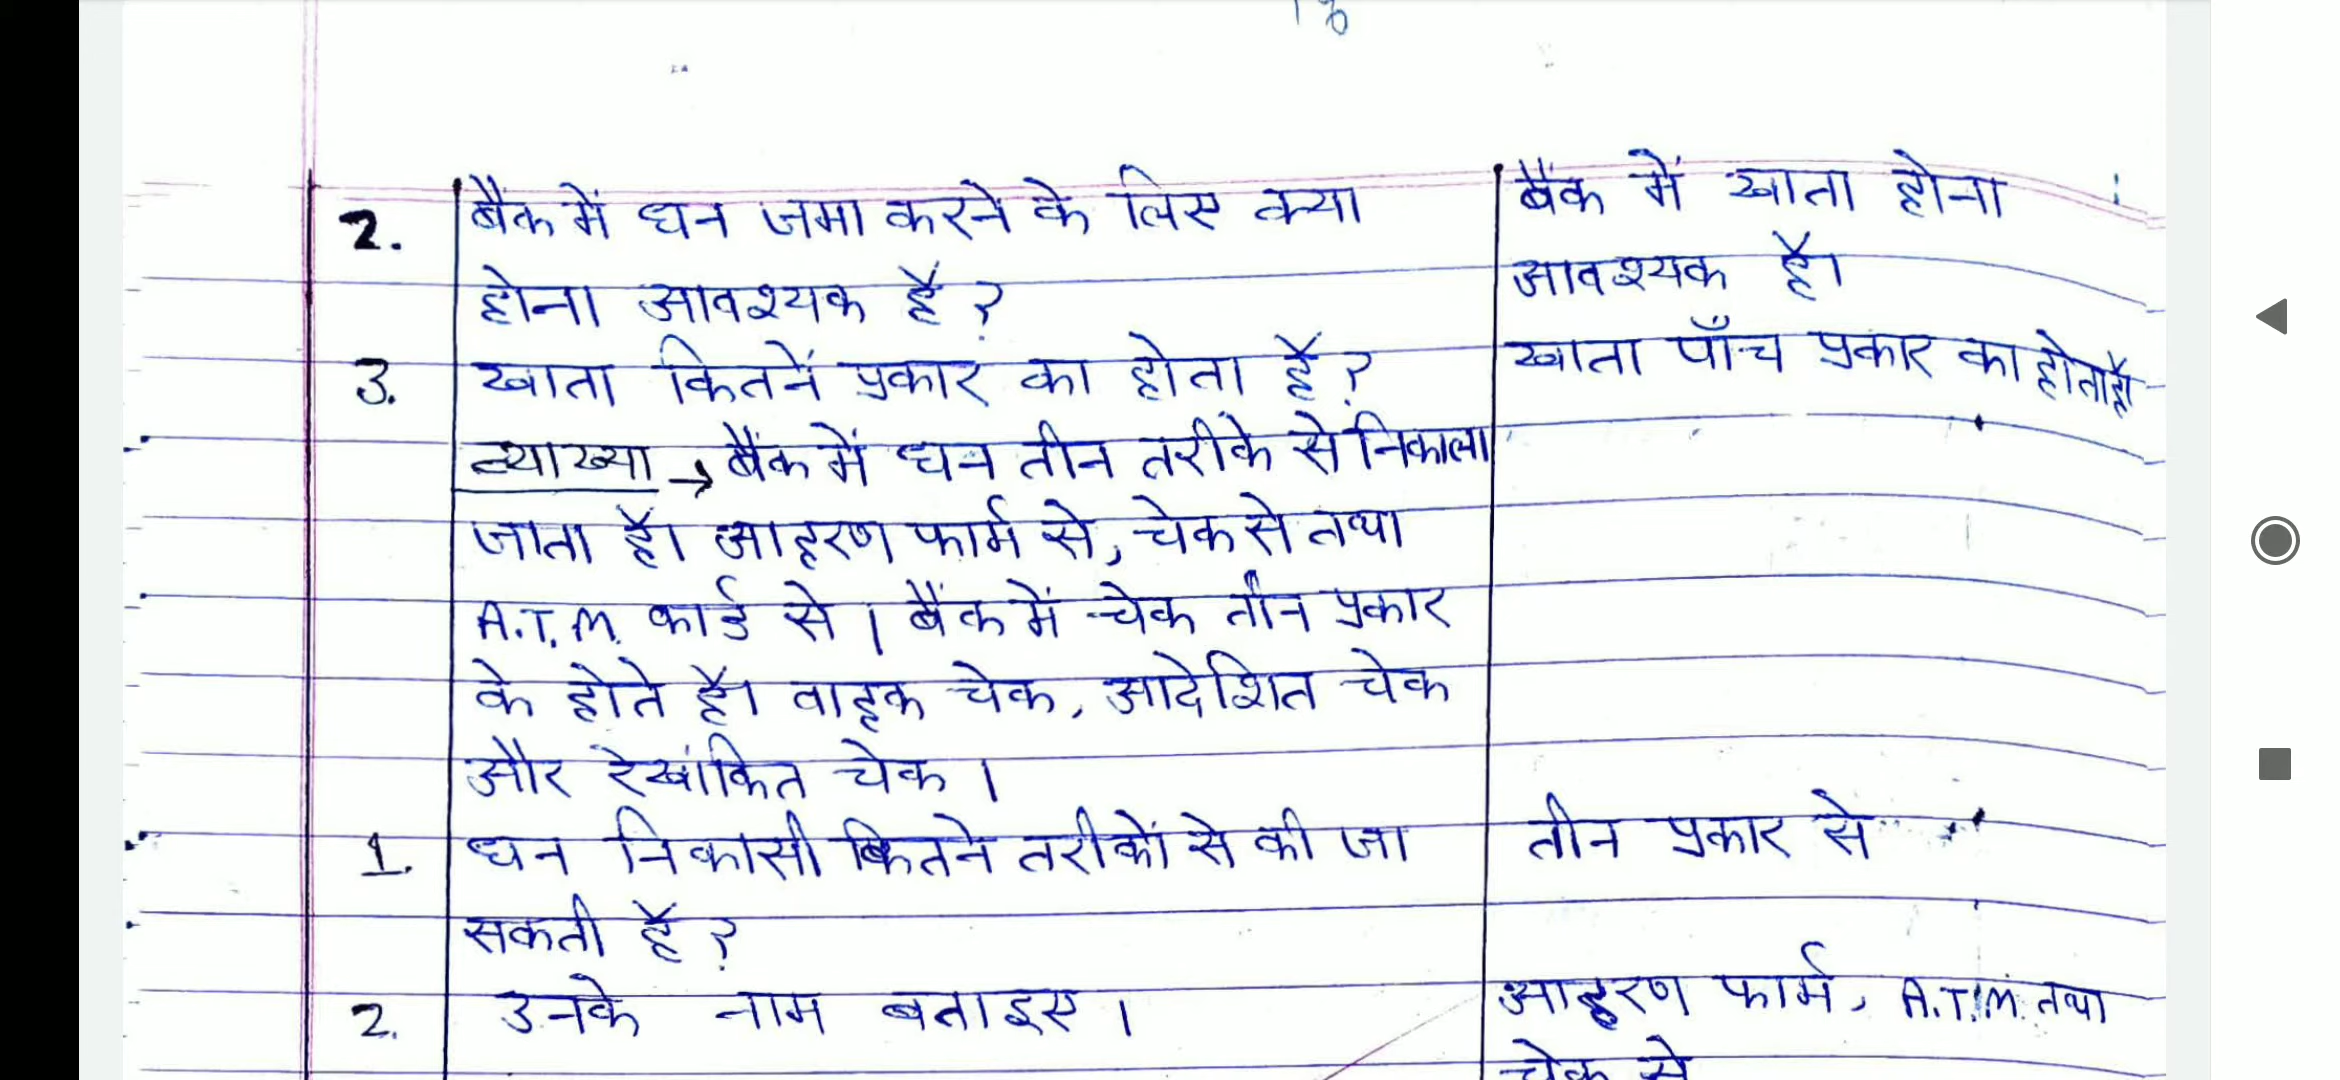 2. बैंक में धन जमा करने के लिए क्या
होना आवश्यक है?
बैंक में खाता होना
आवश्यक है।
3. खाता कितनें प्रकार का होता है?
खाता पाँच प्रकार का होता है।
व्याख्या → बैंक में धन तीन तरीके से निकाला
जाता है। आहरण फार्म से, चेक से तथा
A.T.M. कार्ड से। बैंक में चेक तीन प्रकार
के होते है। वाहक चेक, आदेशित चेक
और रेखांकित चेक।
1. धन निकासी कितने तरीकों से की जा
सकती है?
तीन प्रकार से
2. उनके नाम बताइए।
आहरण फार्म, A.T.M. तथा
चेक से